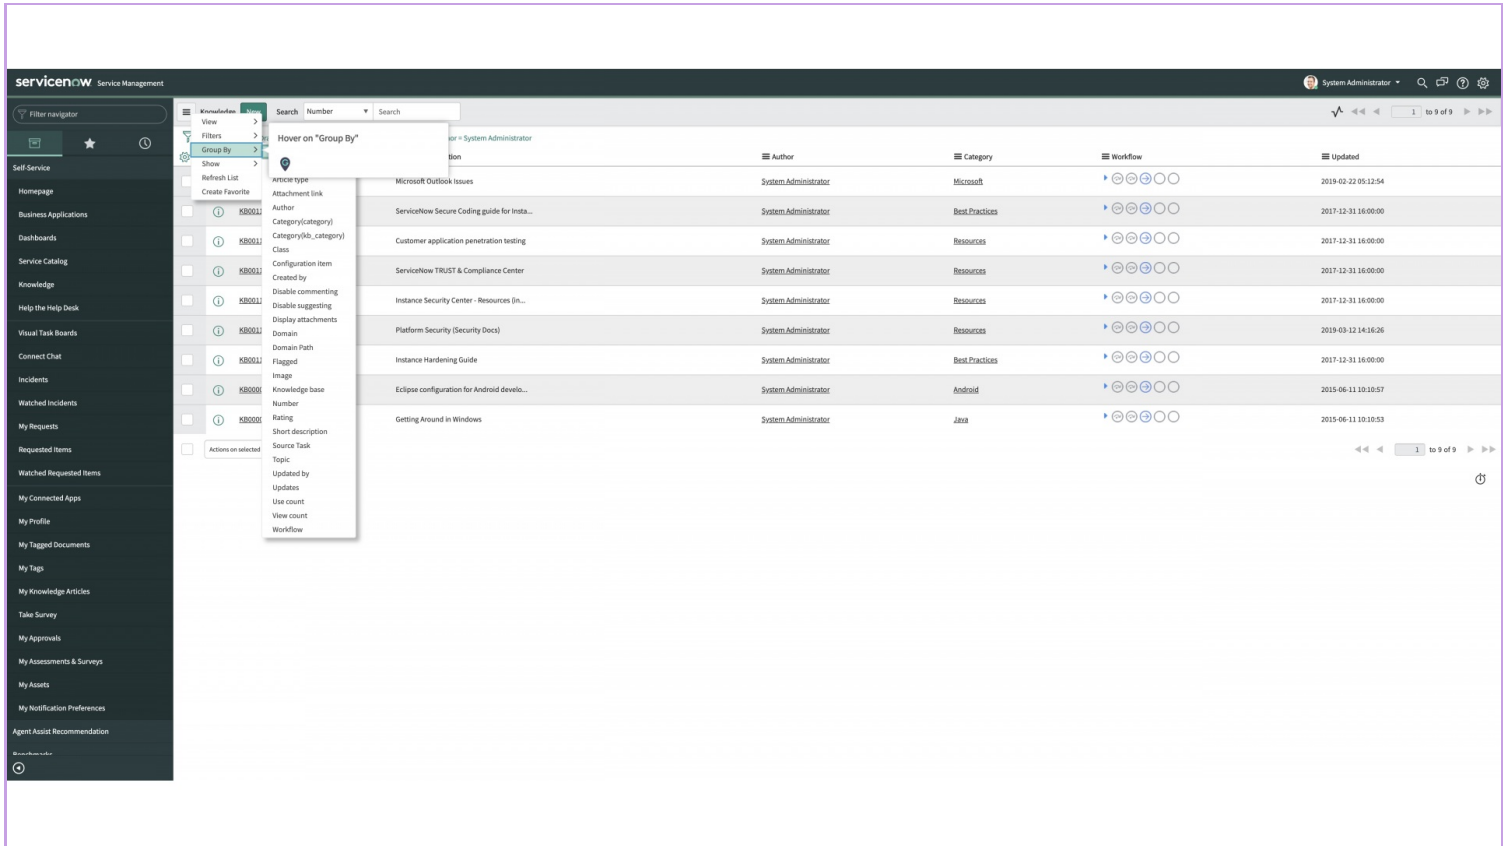 servicenow Service Management
System Administrator
Filter navigator
Self-Service
Homepage
Business Applications
Dashboards
Service Catalog
Knowledge
Help the Help Desk
Visual Task Boards
Connect Chat
Incidents
Watched Incidents
My Requests
Requested Items
Watched Requested Items
My Connected Apps
My Profile
My Tagged Documents
My Tags
My Knowledge Articles
Take Survey
My Approvals
My Assessments & Surveys
My Assets
My Notification Preferences
Agent Assist Recommendation
Benchmarks
Knowledge New Search Number Search
1 to 9 of 9
View
Filters
Group By
Show
Refresh List
Create Favorite
Hover on "Group By"
= System Administrator
Article type
Attachment link
Author
Category(category)
Category(kb_category)
Class
Configuration item
Created by
Disable commenting
Disable suggesting
Display attachments
Domain
Domain Path
Flagged
Image
Knowledge base
Number
Rating
Short description
Source Task
Topic
Updated by
Updates
Use count
View count
Workflow
Author Category Workflow Updated
Microsoft Outlook Issues System Administrator Microsoft 2019-02-22 05:12:54
KB001 ServiceNow Secure Coding guide for Insta... System Administrator Best Practices 2017-12-31 16:00:00
KB001 Customer application penetration testing System Administrator Resources 2017-12-31 16:00:00
KB001 ServiceNow TRUST & Compliance Center System Administrator Resources 2017-12-31 16:00:00
KB001 Instance Security Center - Resources (in... System Administrator Resources 2017-12-31 16:00:00
KB001 Platform Security (Security Docs) System Administrator Resources 2019-03-12 14:16:26
KB001 Instance Hardening Guide System Administrator Best Practices 2017-12-31 16:00:00
KB000 Eclipse configuration for Android develo... System Administrator Android 2015-06-11 10:10:57
KB000 Getting Around in Windows System Administrator Java 2015-06-11 10:10:53
Actions on selected
1 to 9 of 9